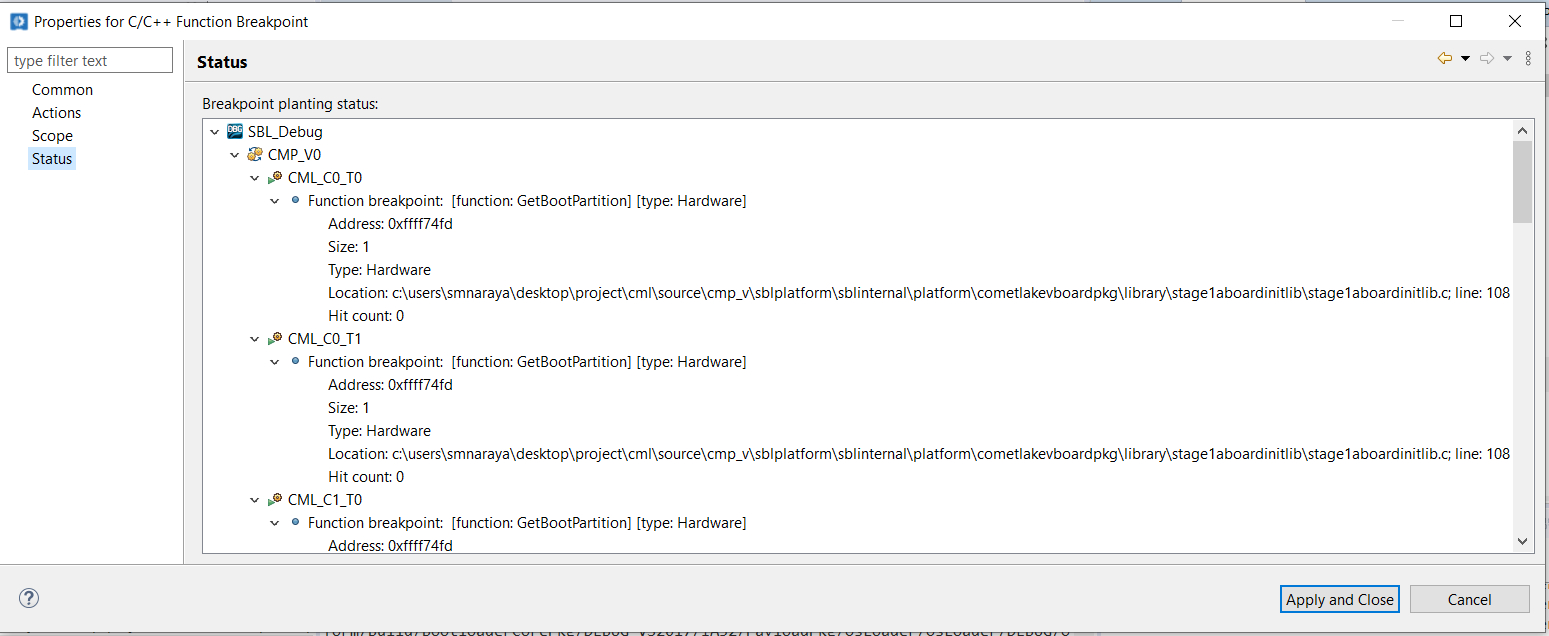 Properties for C/C++ Function Breakpoint
type filter text
Common
Actions
Scope
Status
Status
Breakpoint planting status:
DBG SBL_Debug
CMP_V0
CML_C0_T0
Function breakpoint: [function: GetBootPartition] [type: Hardware]
Address: 0xffff74fd
Size: 1
Type: Hardware
Location: c:\users\smnaraya\desktop\project\cml\source\cmp_v\sblplatform\sblinternal\platform\cometlakevboardpkg\library\stage1aboardinitlib\stage1aboardinitlib.c; line: 108
Hit count: 0
CML_C0_T1
Function breakpoint: [function: GetBootPartition] [type: Hardware]
Address: 0xffff74fd
Size: 1
Type: Hardware
Location: c:\users\smnaraya\desktop\project\cml\source\cmp_v\sblplatform\sblinternal\platform\cometlakevboardpkg\library\stage1aboardinitlib\stage1aboardinitlib.c; line: 108
Hit count: 0
CML_C1_T0
Function breakpoint: [function: GetBootPartition] [type: Hardware]
Address: 0xffff74fd
?
Apply and Close
Cancel